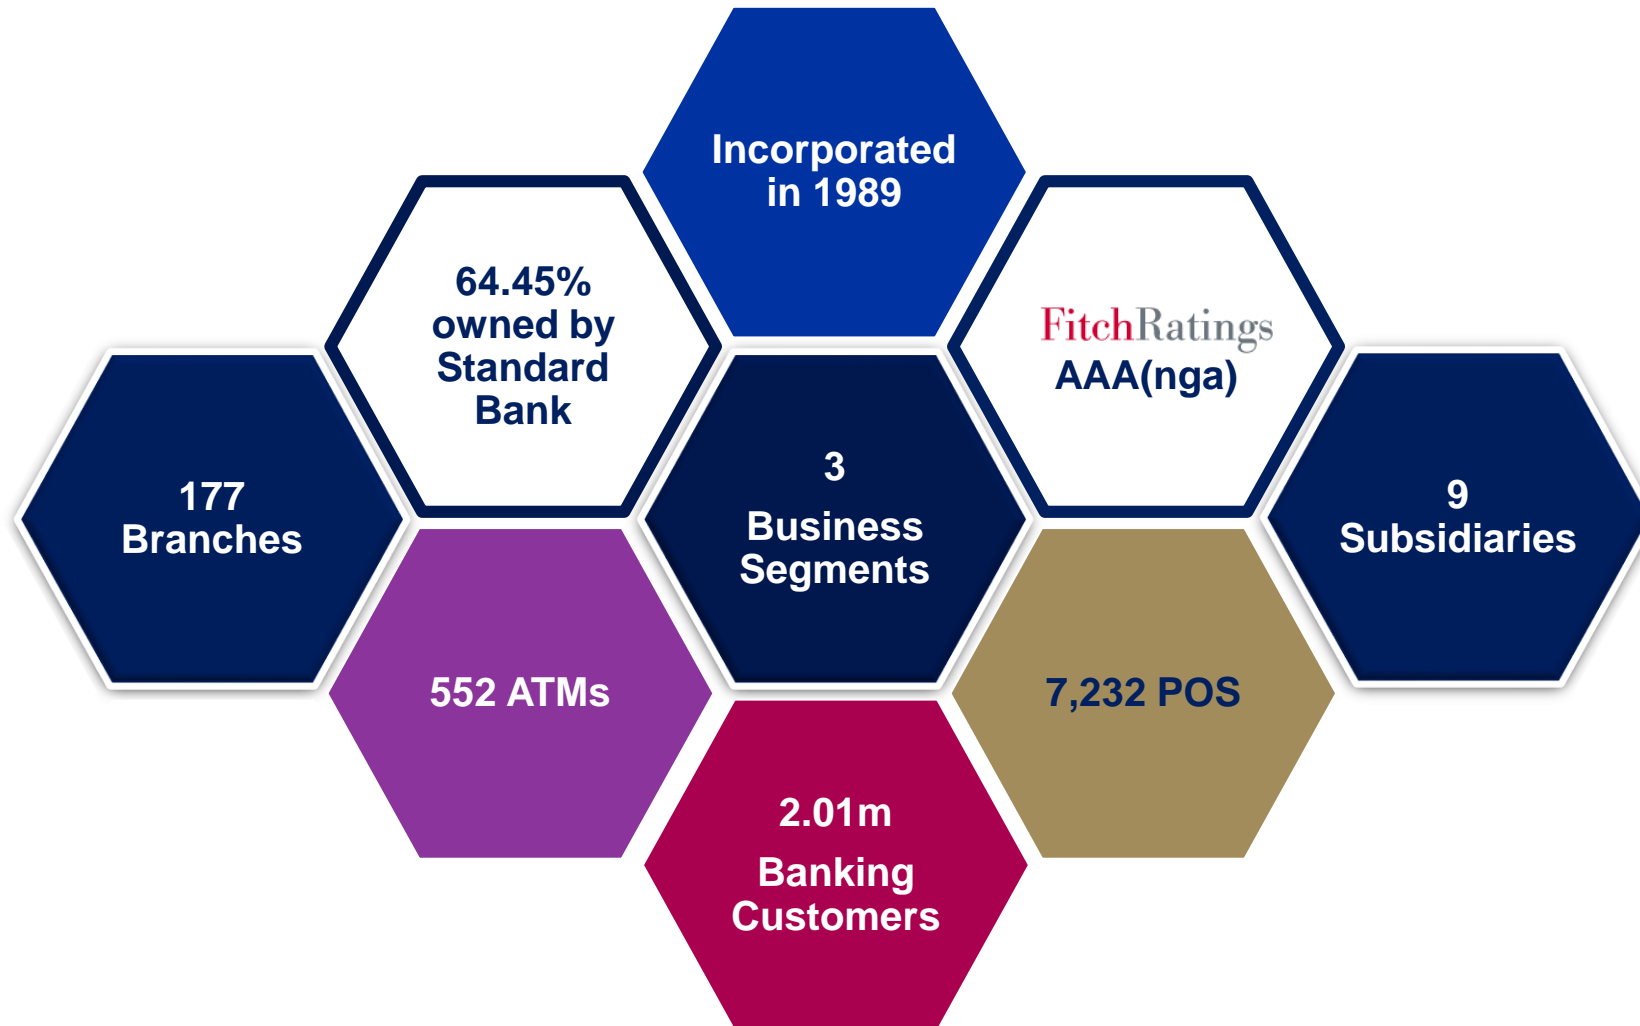 Incorporated
in 1989
64.45%
owned by
Standard
Bank
FitchRatings
AAA(nga)
177
Branches
3
Business
Segments
9
Subsidiaries
552 ATMs
7,232 POS
2.01m
Banking
Customers